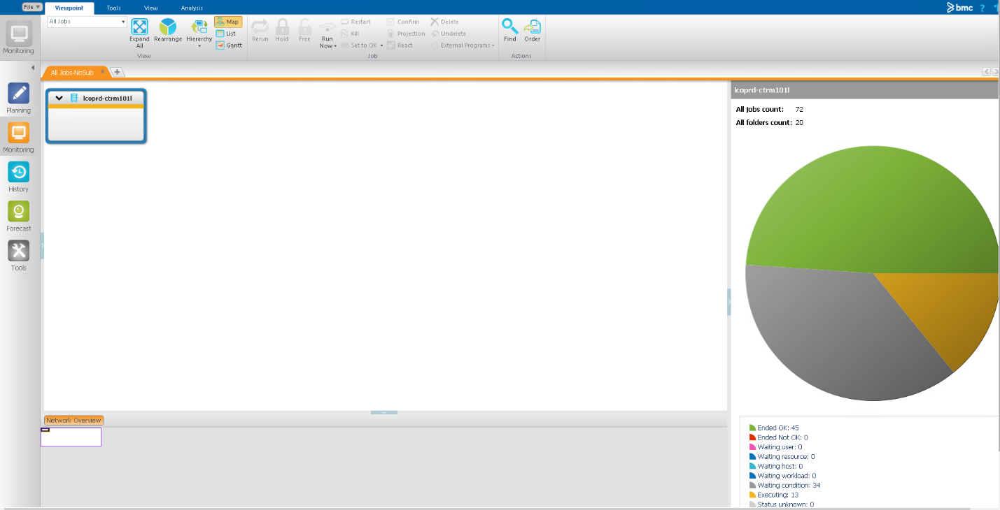 File Viewpoint Tools View Analysis bmc ?
All Jobs
Expand All
Rearrange
Hierarchy
Map
List
Gantt
View
Rerun
Hold
Free
Run Now
Restart
Kill
Set to OK
Confirm
Projection
React
Delete
Undelete
External Programs
Job
Find
Order
Actions
Monitoring
All Jobs-NoSub
Planning
Monitoring
History
Forecast
Tools
lcoprd-ctrm101l
Network Overview
lcoprd-ctrm101l
All jobs count: 72
All folders count: 20
Ended OK: 45
Ended Not OK: 0
Waiting user: 0
Waiting resource: 0
Waiting host: 0
Waiting workload: 0
Waiting condition: 34
Executing: 13
Status unknown: 0